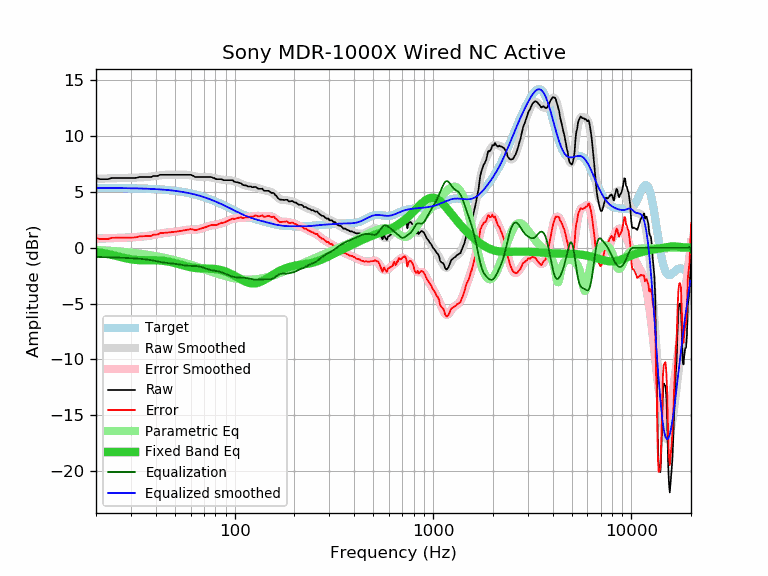 Sony MDR-1000X Wired NC Active
15
10
5
0
−5
−10
−15
−20
Amplitude (dBr)
Target
Raw Smoothed
Error Smoothed
Raw
Error
Parametric Eq
Fixed Band Eq
Equalization
Equalized smoothed
100
1000
10000
Frequency (Hz)